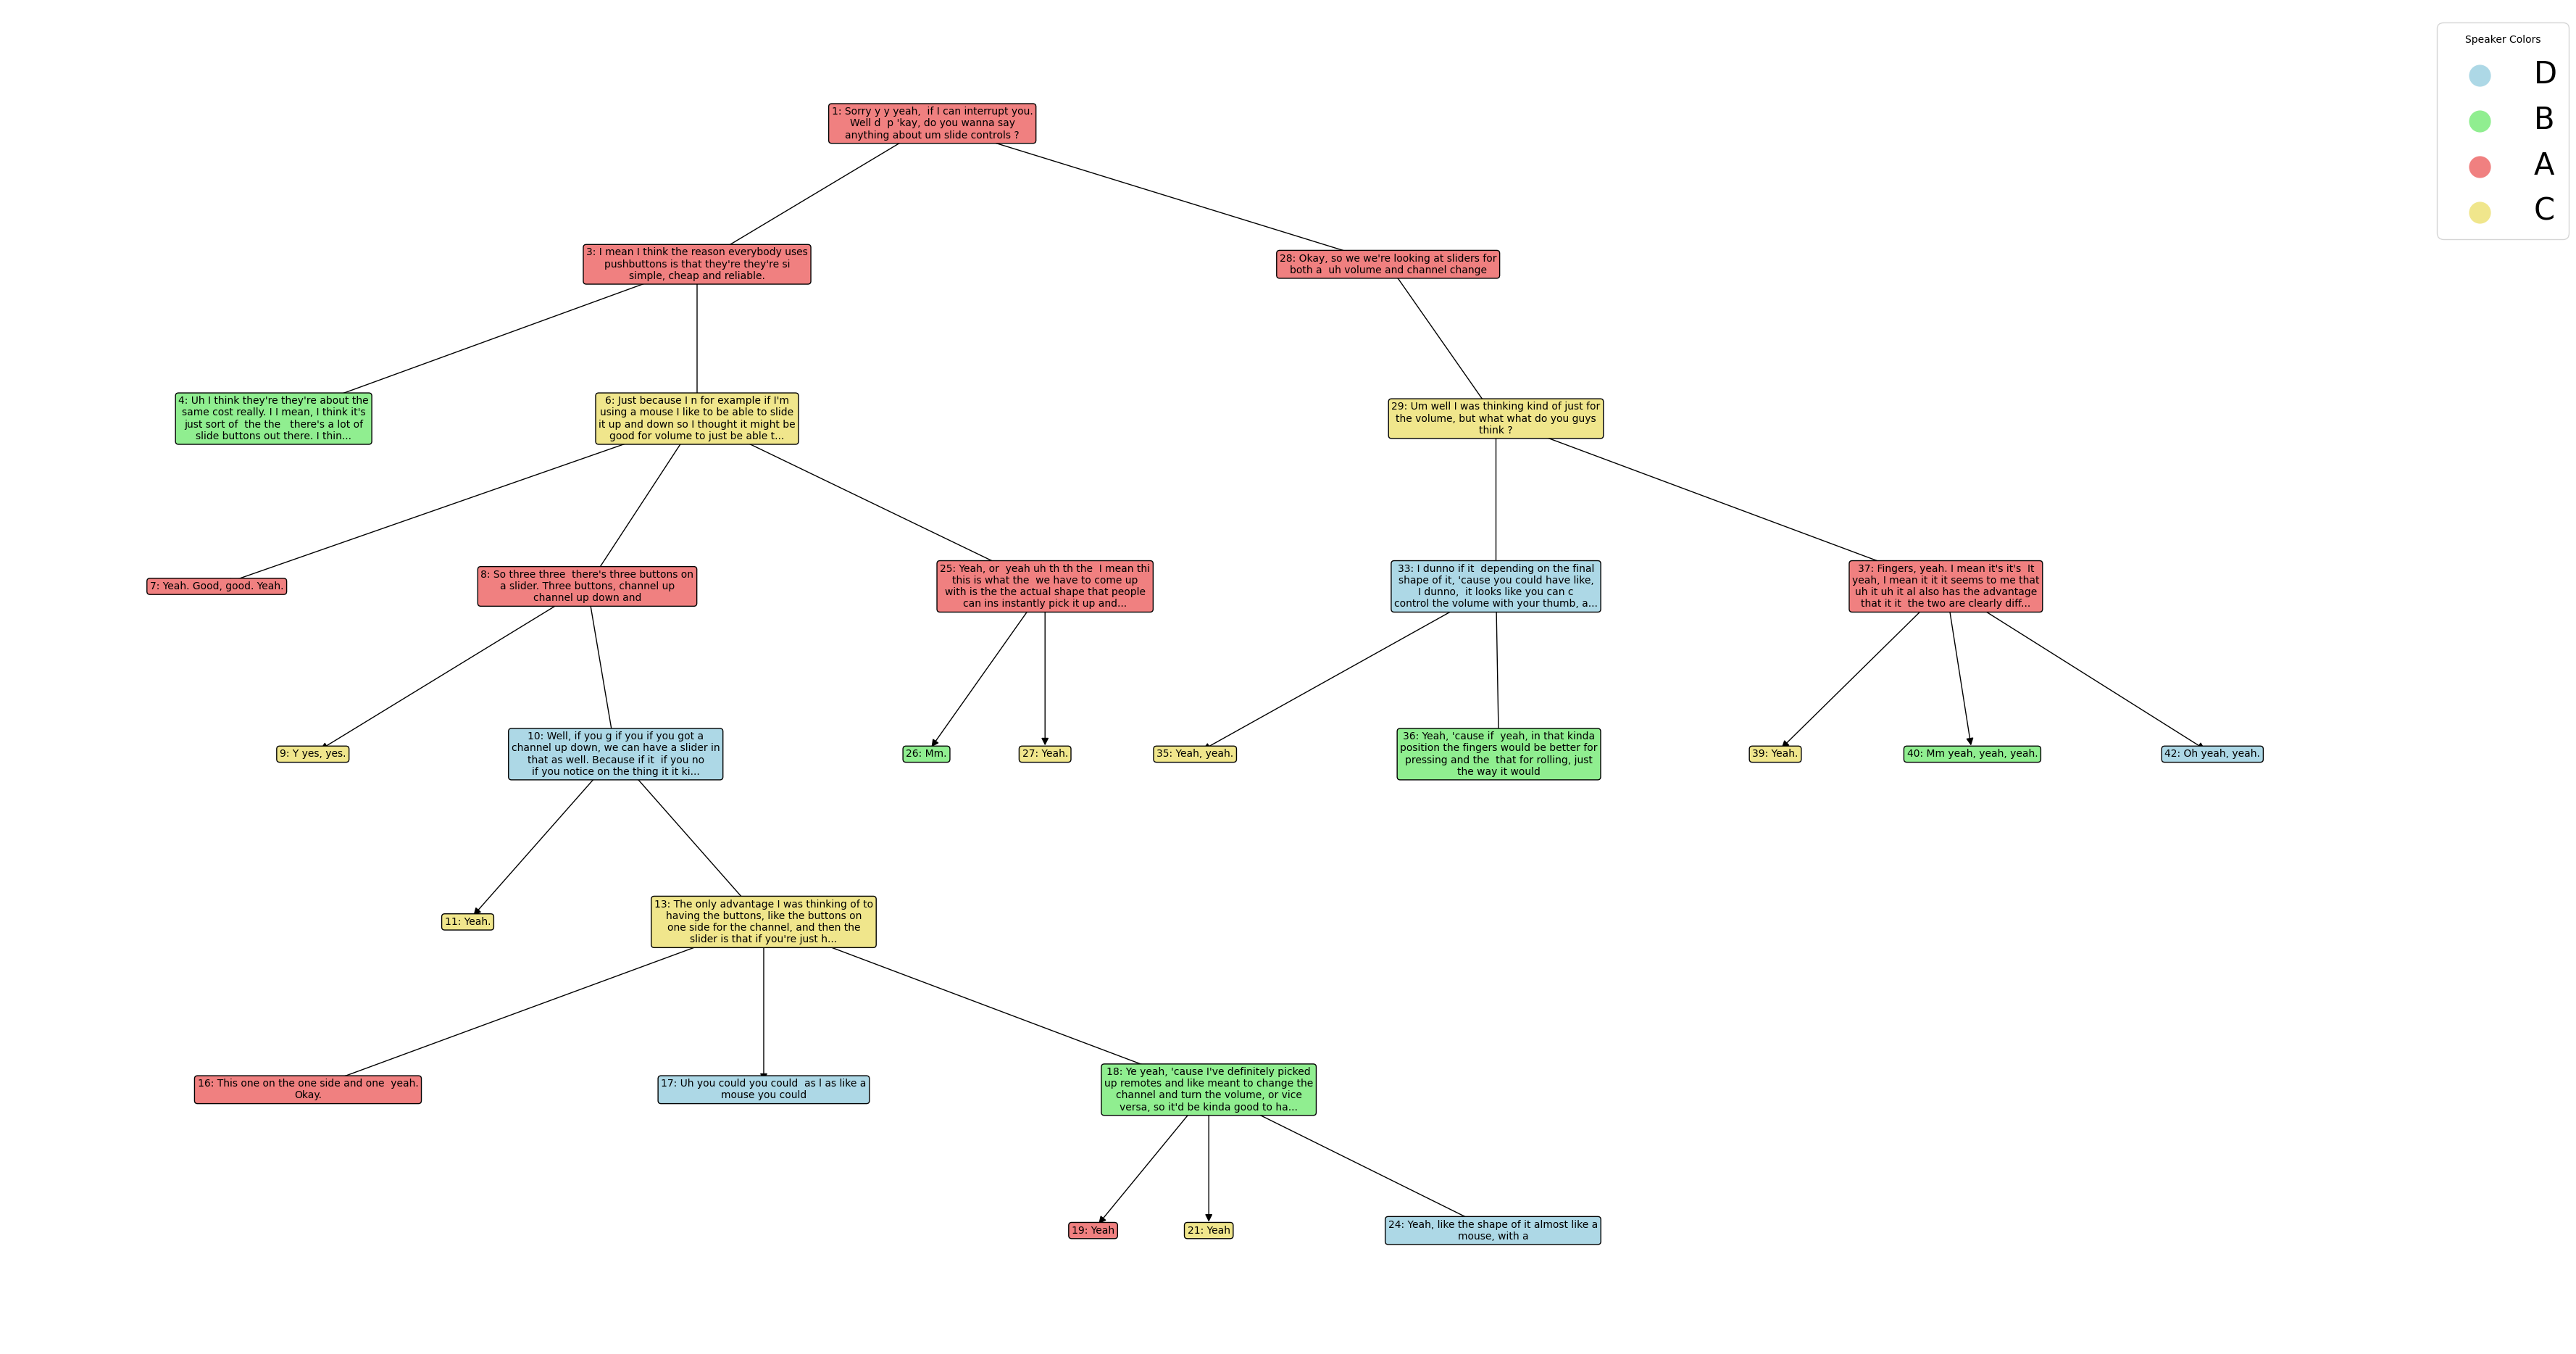 Speaker Colors
D
B
A
C
1: Sorry y y yeah,  if I can interrupt you.
Well d  p 'kay, do you wanna say
anything about um slide controls ?
3: I mean I think the reason everybody uses
pushbuttons is that they're they're si
simple, cheap and reliable.
28: Okay, so we we're looking at sliders for
both a  uh volume and channel change
4: Uh I think they're they're about the
same cost really. I I mean, I think it's
just sort of  the the   there's a lot of
slide buttons out there. I thin...
6: Just because I n for example if I'm
using a mouse I like to be able to slide
it up and down so I thought it might be
good for volume to just be able t...
29: Um well I was thinking kind of just for
the volume, but what what do you guys
think ?
7: Yeah. Good, good. Yeah.
8: So three three  there's three buttons on
a slider. Three buttons, channel up
channel up down and
25: Yeah, or  yeah uh th th the  I mean thi
this is what the  we have to come up
with is the the actual shape that people
can ins instantly pick it up and...
33: I dunno if it  depending on the final
shape of it, 'cause you could have like,
I dunno,  it looks like you can c
control the volume with your thumb, a...
37: Fingers, yeah. I mean it's it's  It
yeah, I mean it it it seems to me that
uh it uh it al also has the advantage
that it it  the two are clearly diff...
9: Y yes, yes.
10: Well, if you g if you if you got a
channel up down, we can have a slider in
that as well. Because if it  if you no
if you notice on the thing it it ki...
26: Mm.
27: Yeah.
35: Yeah, yeah.
36: Yeah, 'cause if  yeah, in that kinda
position the fingers would be better for
pressing and the  that for rolling, just
the way it would
39: Yeah.
40: Mm yeah, yeah, yeah.
42: Oh yeah, yeah.
11: Yeah.
13: The only advantage I was thinking of to
having the buttons, like the buttons on
one side for the channel, and then the
slider is that if you're just h...
16: This one on the one side and one  yeah.
Okay.
17: Uh you could you could  as l as like a
mouse you could
18: Ye yeah, 'cause I've definitely picked
up remotes and like meant to change the
channel and turn the volume, or vice
versa, so it'd be kinda good to ha...
19: Yeah
21: Yeah
24: Yeah, like the shape of it almost like a
mouse, with a